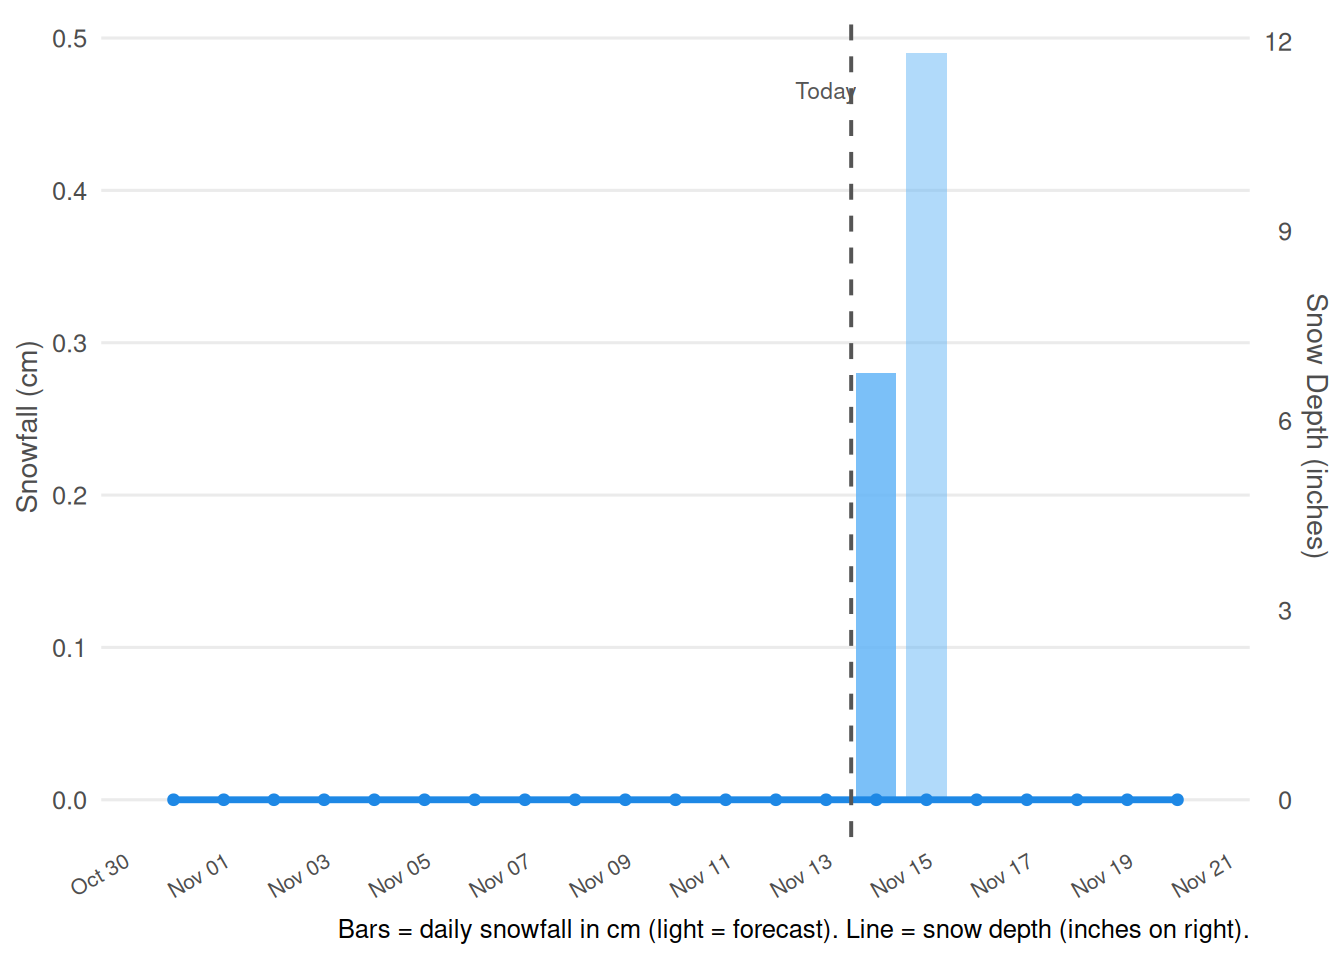 0.5
12
Today
0.4
9
0.3
Snowfall (cm)
Snow Depth (inches)
6
0.2
3
0.1
0.0
0
Oct 30
Nov 01
Nov 03
Nov 05
Nov 07
Nov 09
Nov 11
Nov 13
Nov 15
Nov 17
Nov 19
Nov 21
Bars = daily snowfall in cm (light = forecast). Line = snow depth (inches on right).